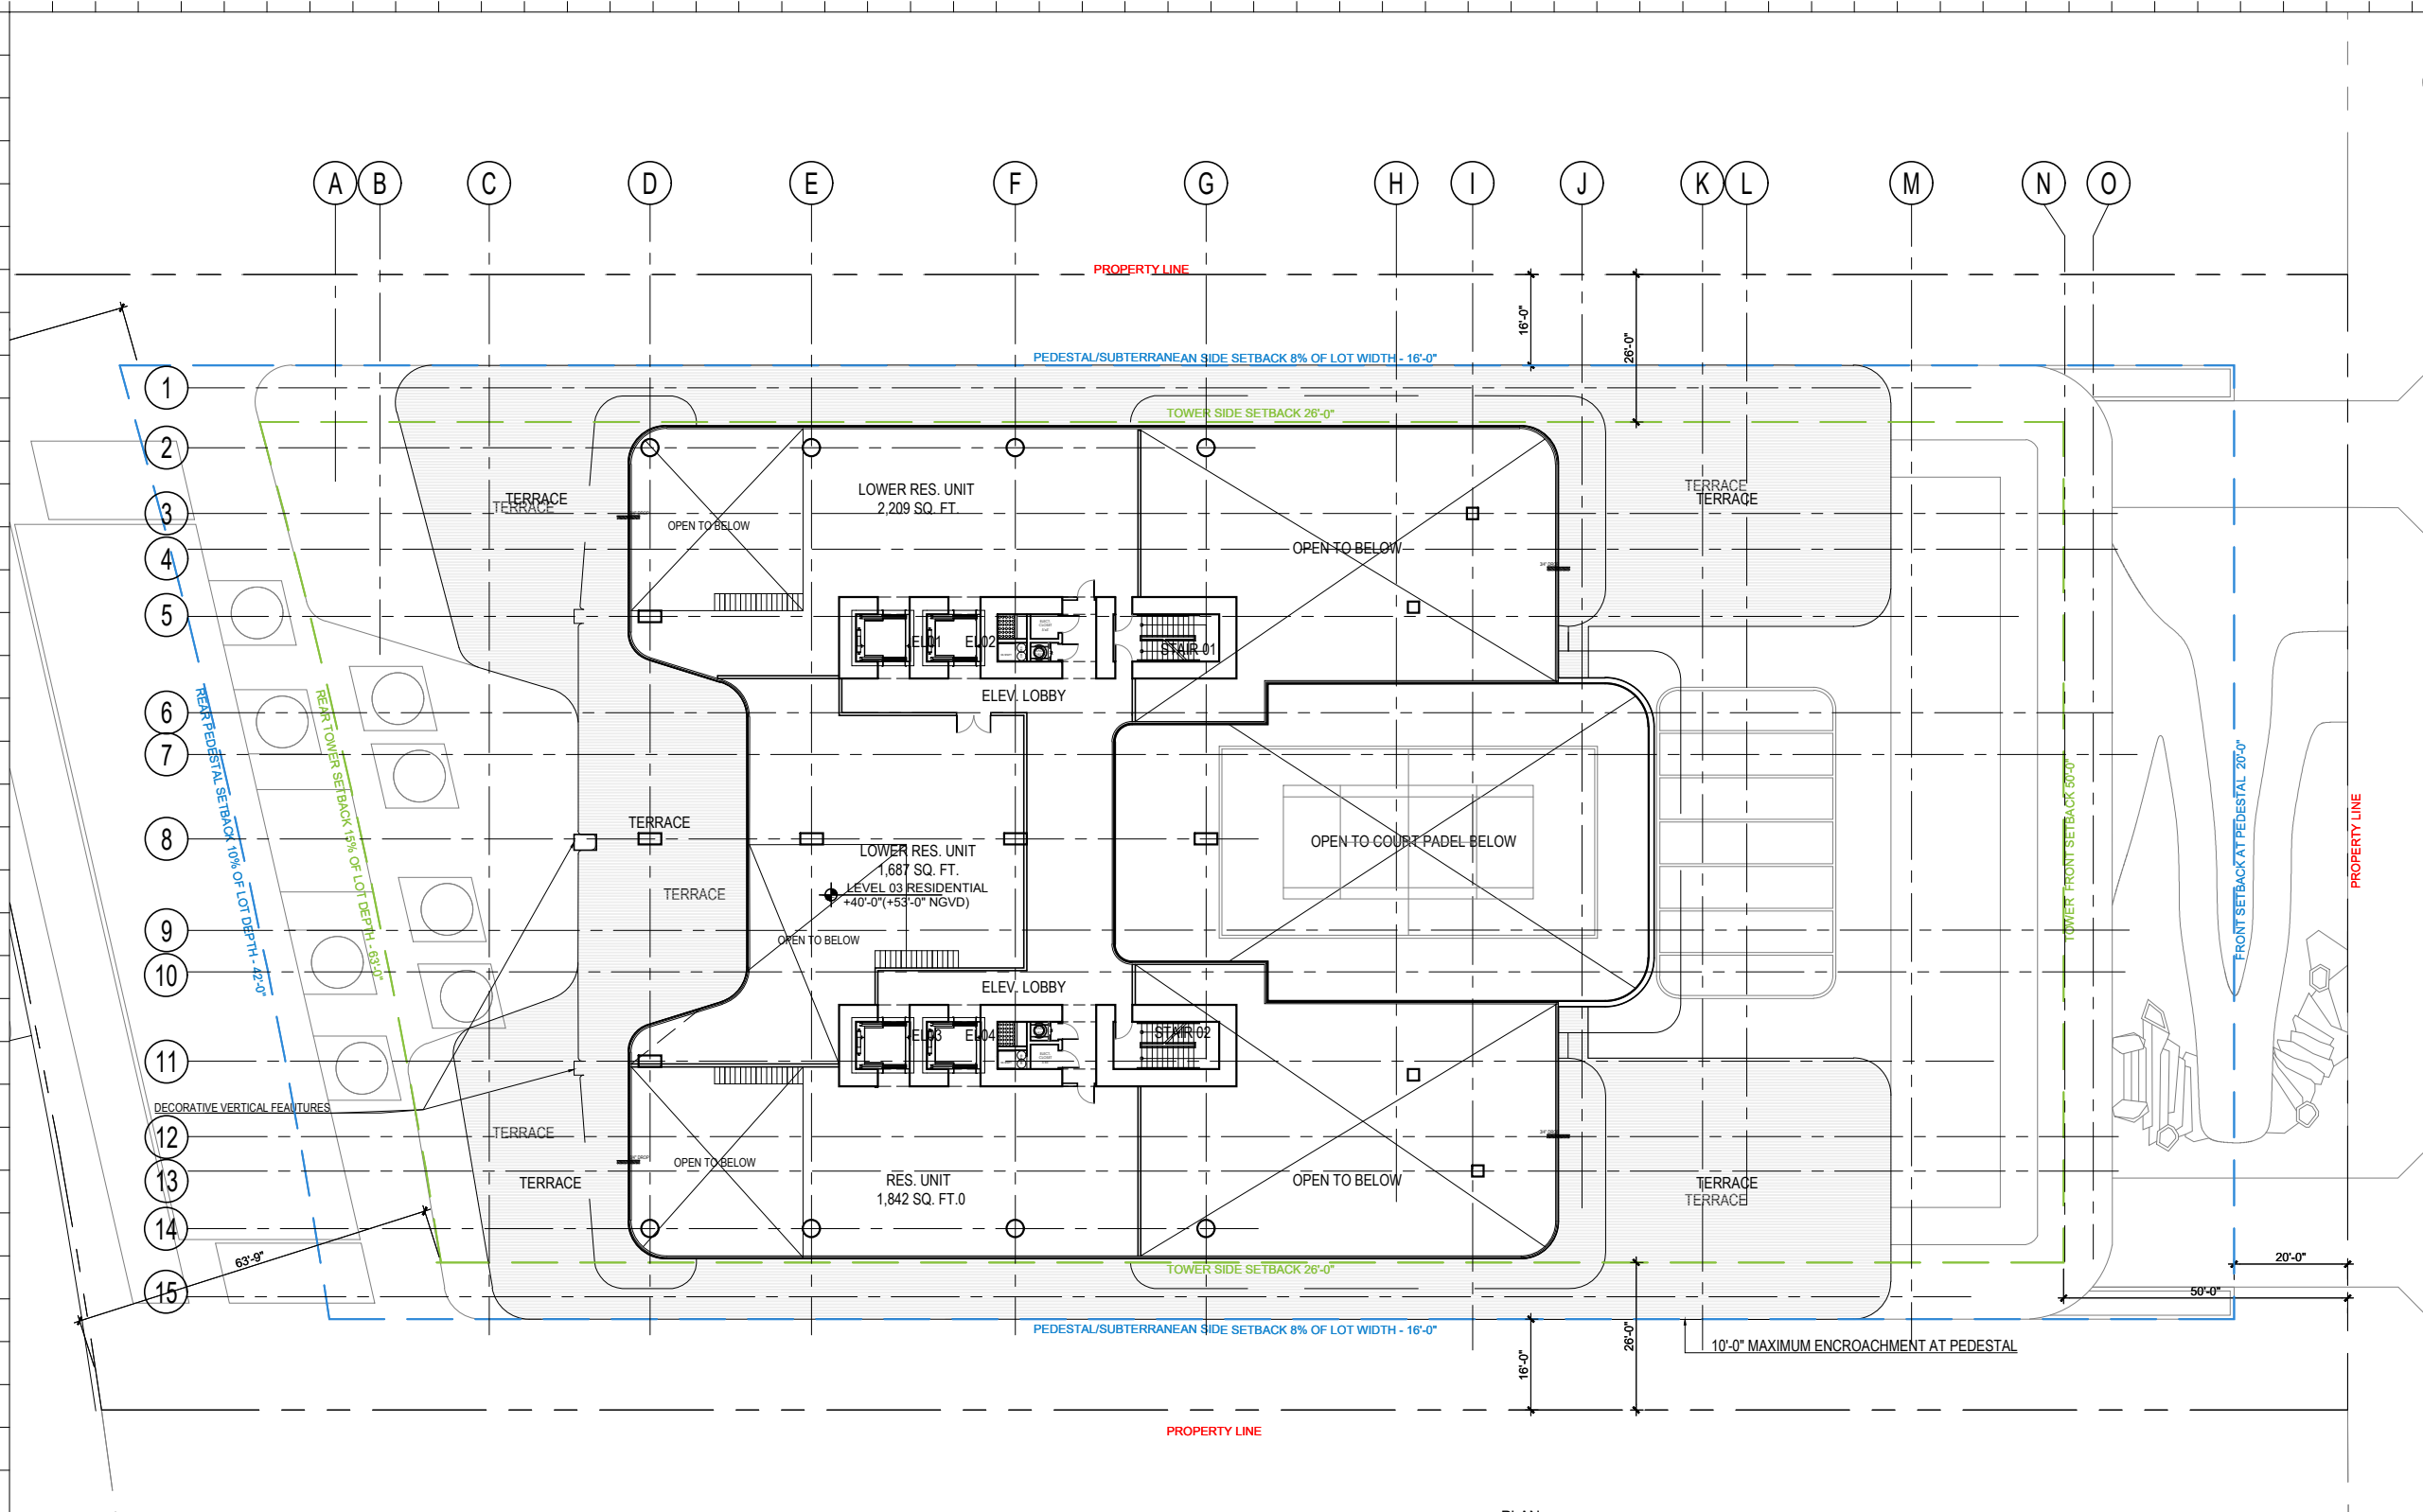 A B C D E F G H I J K L M N O
PROPERTY LINE
16'-0"
26'-0"
PEDESTAL/SUBTERRANEAN SIDE SETBACK 8% OF LOT WIDTH - 16'-0"
1
TOWER SIDE SETBACK 26'-0"
2
LOWER RES. UNIT
2,209 SQ. FT.
TERRACE
TERRACE
TERRACE
TERRACE
3
OPEN TO BELOW
OPEN TO BELOW
4
5
EL01
EL02
STAIR 01
ELEV. LOBBY
6
7
REAR PEDESTAL SETBACK 10% OF LOT DEPTH - 42'-0"
REAR TOWER SETBACK 15% OF LOT DEPTH - 63'-0"
TERRACE
8
OPEN TO COURT PADEL BELOW
LOWER RES. UNIT
1,687 SQ. FT.
LEVEL 03 RESIDENTIAL
+40'-0"(+53'-0" NGVD)
TERRACE
TOWER FRONT SETBACK 50'-0"
FRONT SETBACK AT PEDESTAL 20'-0"
PROPERTY LINE
9
OPEN TO BELOW
10
ELEV. LOBBY
EL03
EL04
STAIR 02
11
DECORATIVE VERTICAL FEAUTURES
12
TERRACE
OPEN TO BELOW
13
TERRACE
RES. UNIT
1,842 SQ. FT.0
OPEN TO BELOW
TERRACE
TERRACE
14
63'-9"
20'-0"
TOWER SIDE SETBACK 26'-0"
15
50'-0"
PEDESTAL/SUBTERRANEAN SIDE SETBACK 8% OF LOT WIDTH - 16'-0"
26'-0"
16'-0"
10'-0" MAXIMUM ENCROACHMENT AT PEDESTAL
PROPERTY LINE